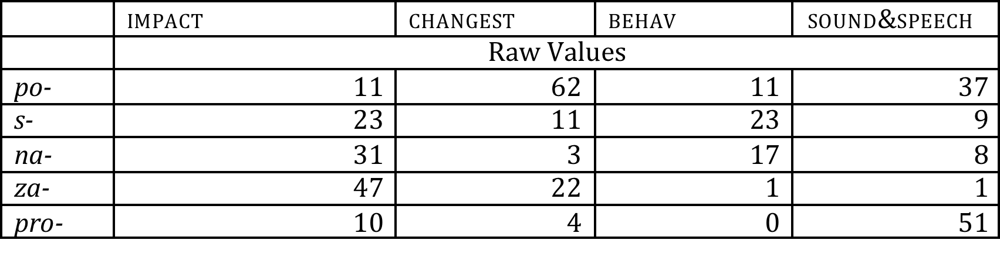 IMPACT CHANGEST BEHAV SOUND&SPEECH
Raw Values
po- 11 62 11 37
s- 23 11 23 9
na- 31 3 17 8
za- 47 22 1 1
pro- 10 4 0 51